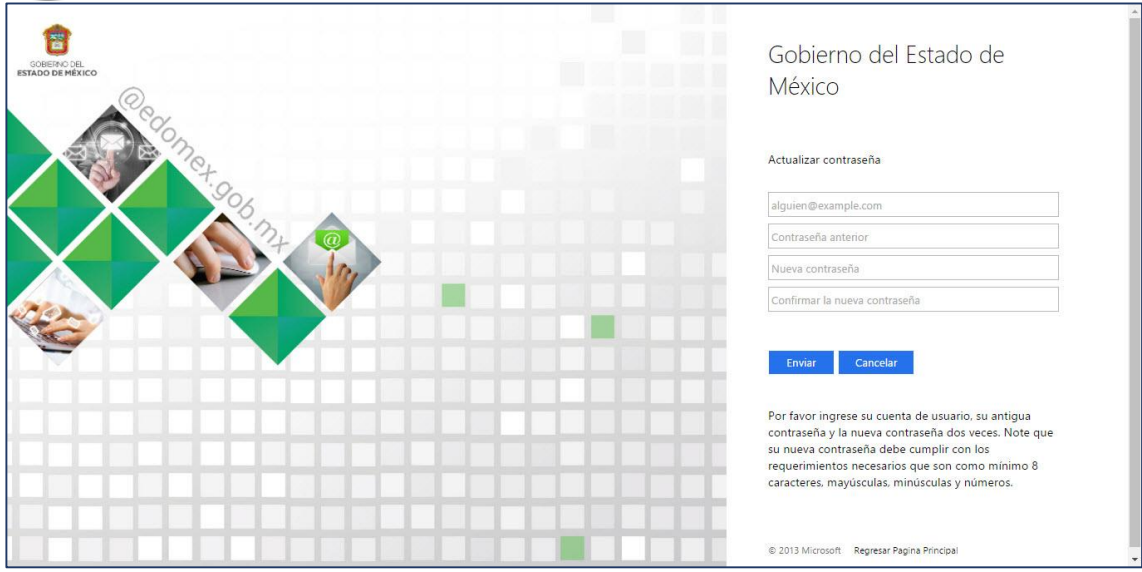 GOBIERNO DEL
ESTADO DE MÉXICO
@edomex.gob.mx
@
Gobierno del Estado de
México
Actualizar contraseña
alguien@example.com
Contraseña anterior
Nueva contraseña
Confirmar la nueva contraseña
Enviar Cancelar
Por favor ingrese su cuenta de usuario, su antigua
contraseña y la nueva contraseña dos veces. Note que
su nueva contraseña debe cumplir con los
requerimientos necesarios que son como mínimo 8
caracteres, mayúsculas, minúsculas y números.
© 2013 Microsoft Regresar Pagina Principal